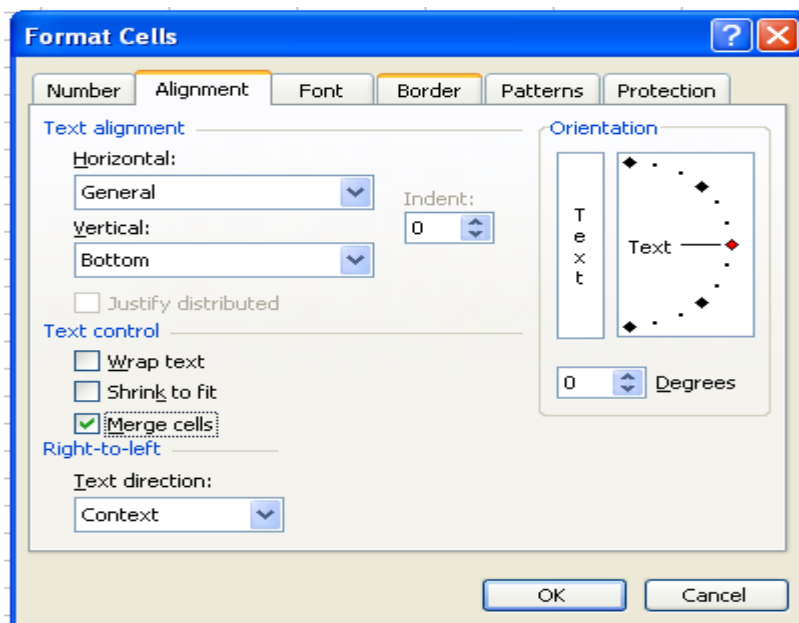 Format Cells
Number Alignment Font Border Patterns Protection
Text alignment
Horizontal:
General
Vertical:
Bottom
Indent:
0
Justify distributed
Text control
Wrap text
Shrink to fit
Merge cells
Right-to-left
Text direction:
Context
Orientation
Text
Text
0 Degrees
OK Cancel